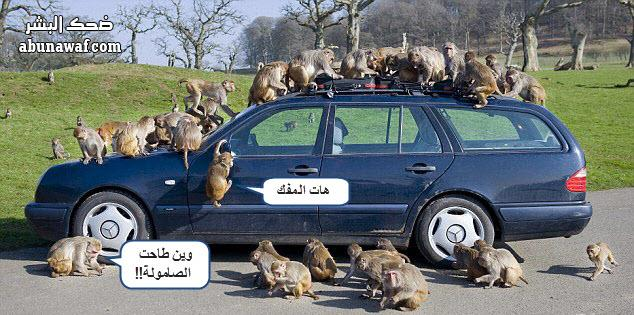 ضحك البشر
abunawaf.com
هات المفك
وين طاحت
الصامولة!!